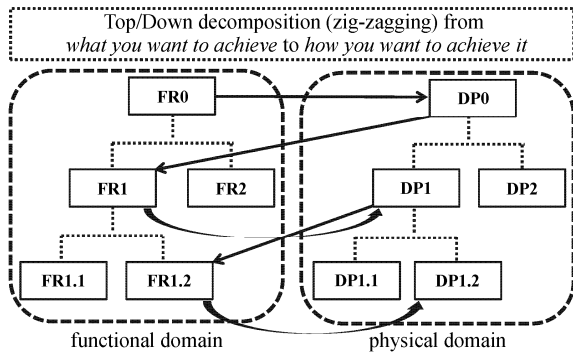 Top/Down decomposition (zig-zagging) from
what you want to achieve to how you want to achieve it
FR0
DP0
FR1
FR2
DP1
DP2
FR1.1
FR1.2
DP1.1
DP1.2
functional domain
physical domain